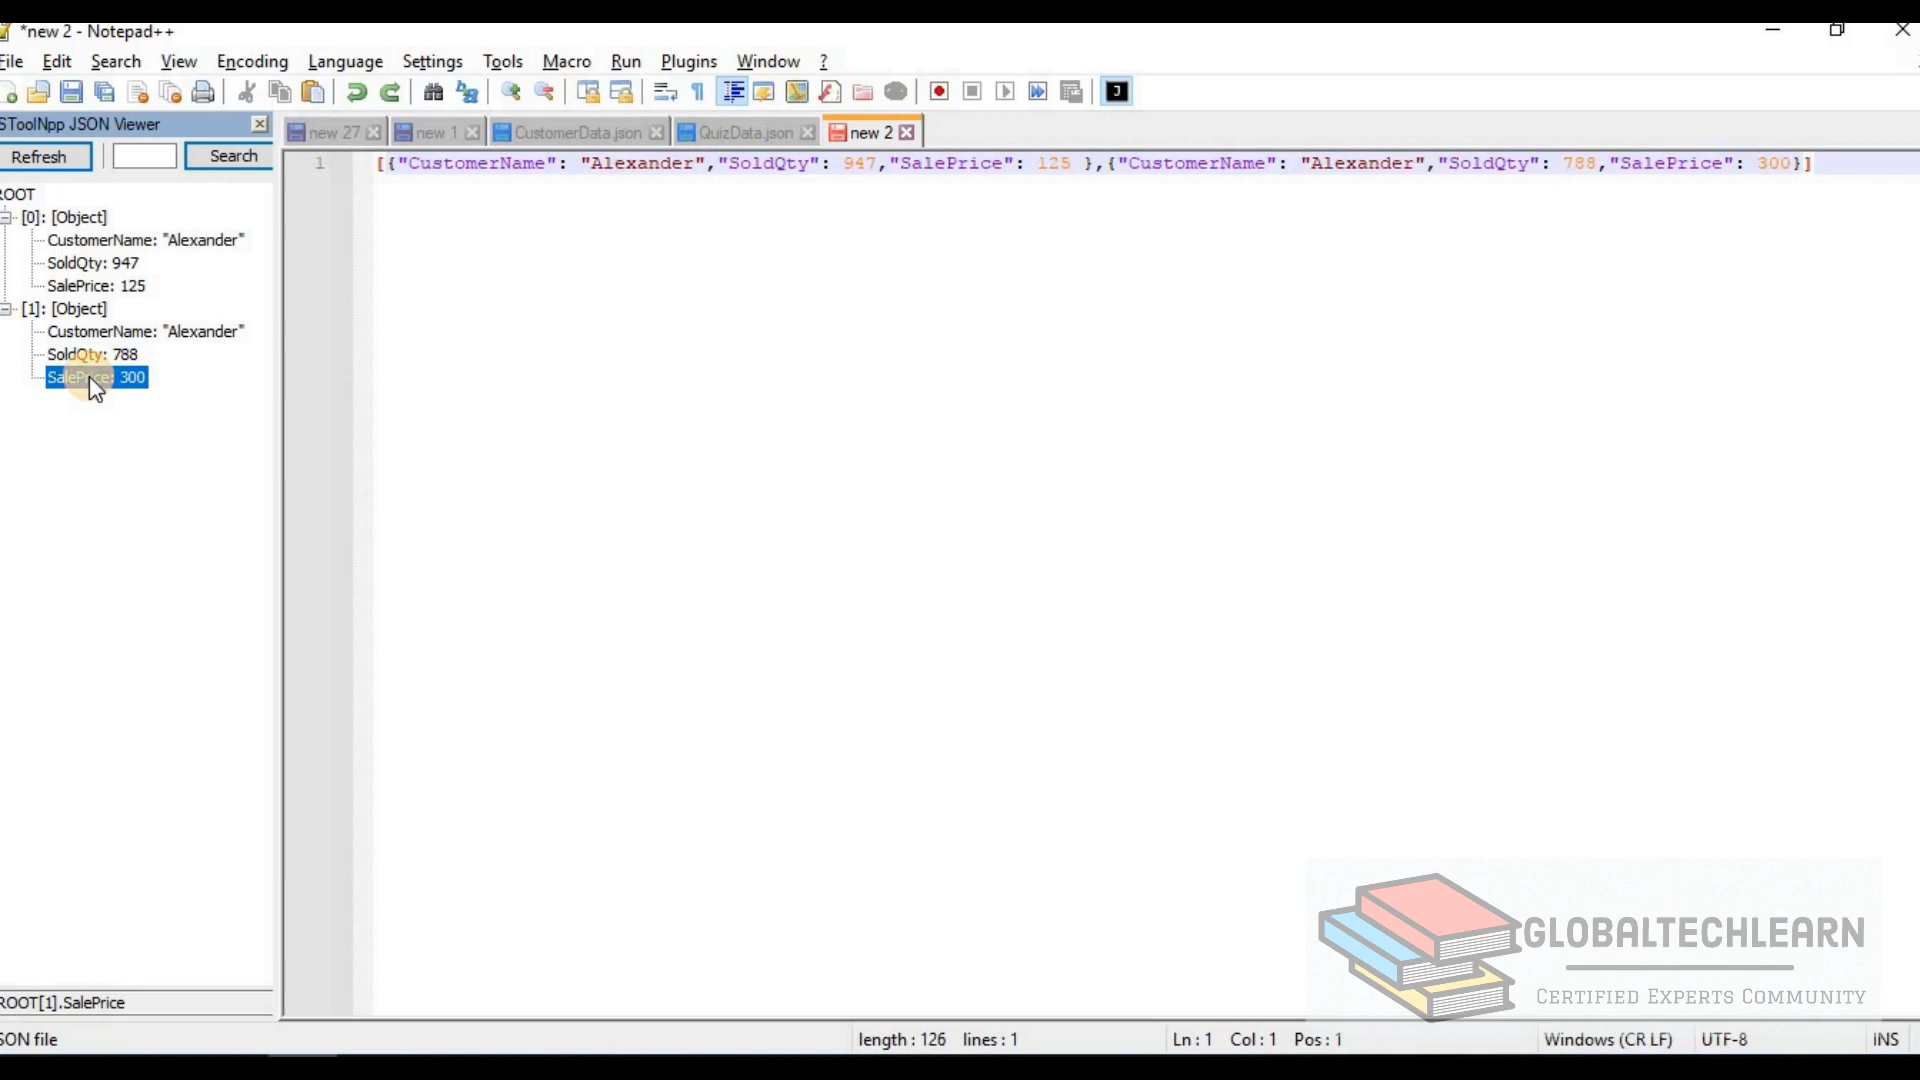 *new 2 - Notepad++
File Edit Search View Encoding Language Settings Tools Macro Run Plugins Window ?
SToolNpp JSON Viewer
new 27 new 1 CustomerData.json QuizData.json new 2
Refresh Search
1 [{"CustomerName": "Alexander","SoldQty": 947,"SalePrice": 125 },{"CustomerName": "Alexander","SoldQty": 788,"SalePrice": 300}]
ROOT
[0]: [Object]
CustomerName: "Alexander"
SoldQty: 947
SalePrice: 125
[1]: [Object]
CustomerName: "Alexander"
SoldQty: 788
SalePrice: 300
GLOBALTECHLEARN
CERTIFIED EXPERTS COMMUNITY
ROOT[1].SalePrice
SON file length : 126 lines : 1 Ln : 1 Col : 1 Pos : 1 Windows (CR LF) UTF-8 INS